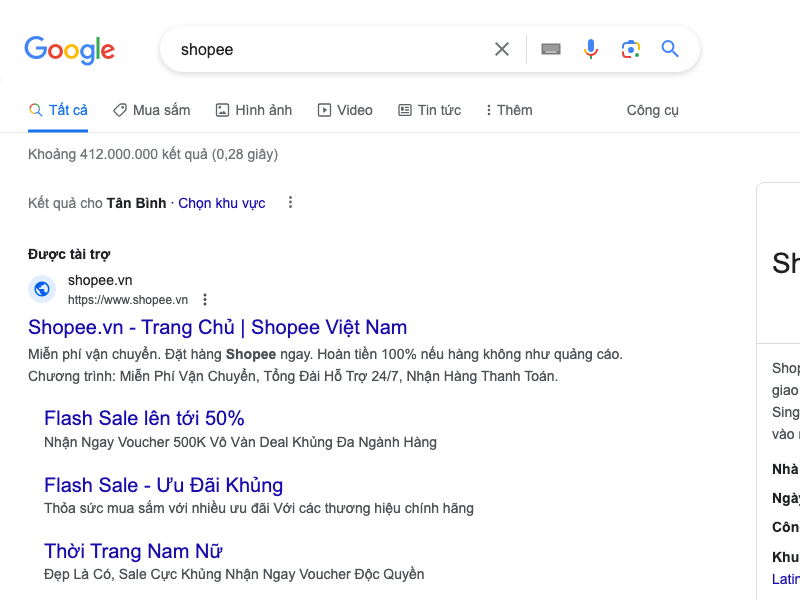 Google
shopee
Tất cả
Mua sắm
Hình ảnh
Video
Tin tức
Thêm
Công cụ
Khoảng 412.000.000 kết quả (0,28 giây)
Kết quả cho Tân Bình · Chọn khu vực
Được tài trợ
shopee.vn
https://www.shopee.vn
Shopee.vn - Trang Chủ | Shopee Việt Nam
Miễn phí vận chuyển. Đặt hàng Shopee ngay. Hoàn tiền 100% nếu hàng không như quảng cáo.
Chương trình: Miễn Phí Vận Chuyển, Tổng Đài Hỗ Trợ 24/7, Nhận Hàng Thanh Toán.
Flash Sale lên tới 50%
Nhận Ngay Voucher 500K Vô Vàn Deal Khủng Đa Ngành Hàng
Flash Sale - Ưu Đãi Khủng
Thỏa sức mua sắm với nhiều ưu đãi Với các thương hiệu chính hãng
Thời Trang Nam Nữ
Đẹp Là Có, Sale Cực Khủng Nhận Ngay Voucher Độc Quyền
Sh
Shop
giao
Sing
vào
Nhà
Ngày
Côn
Khu
Latin